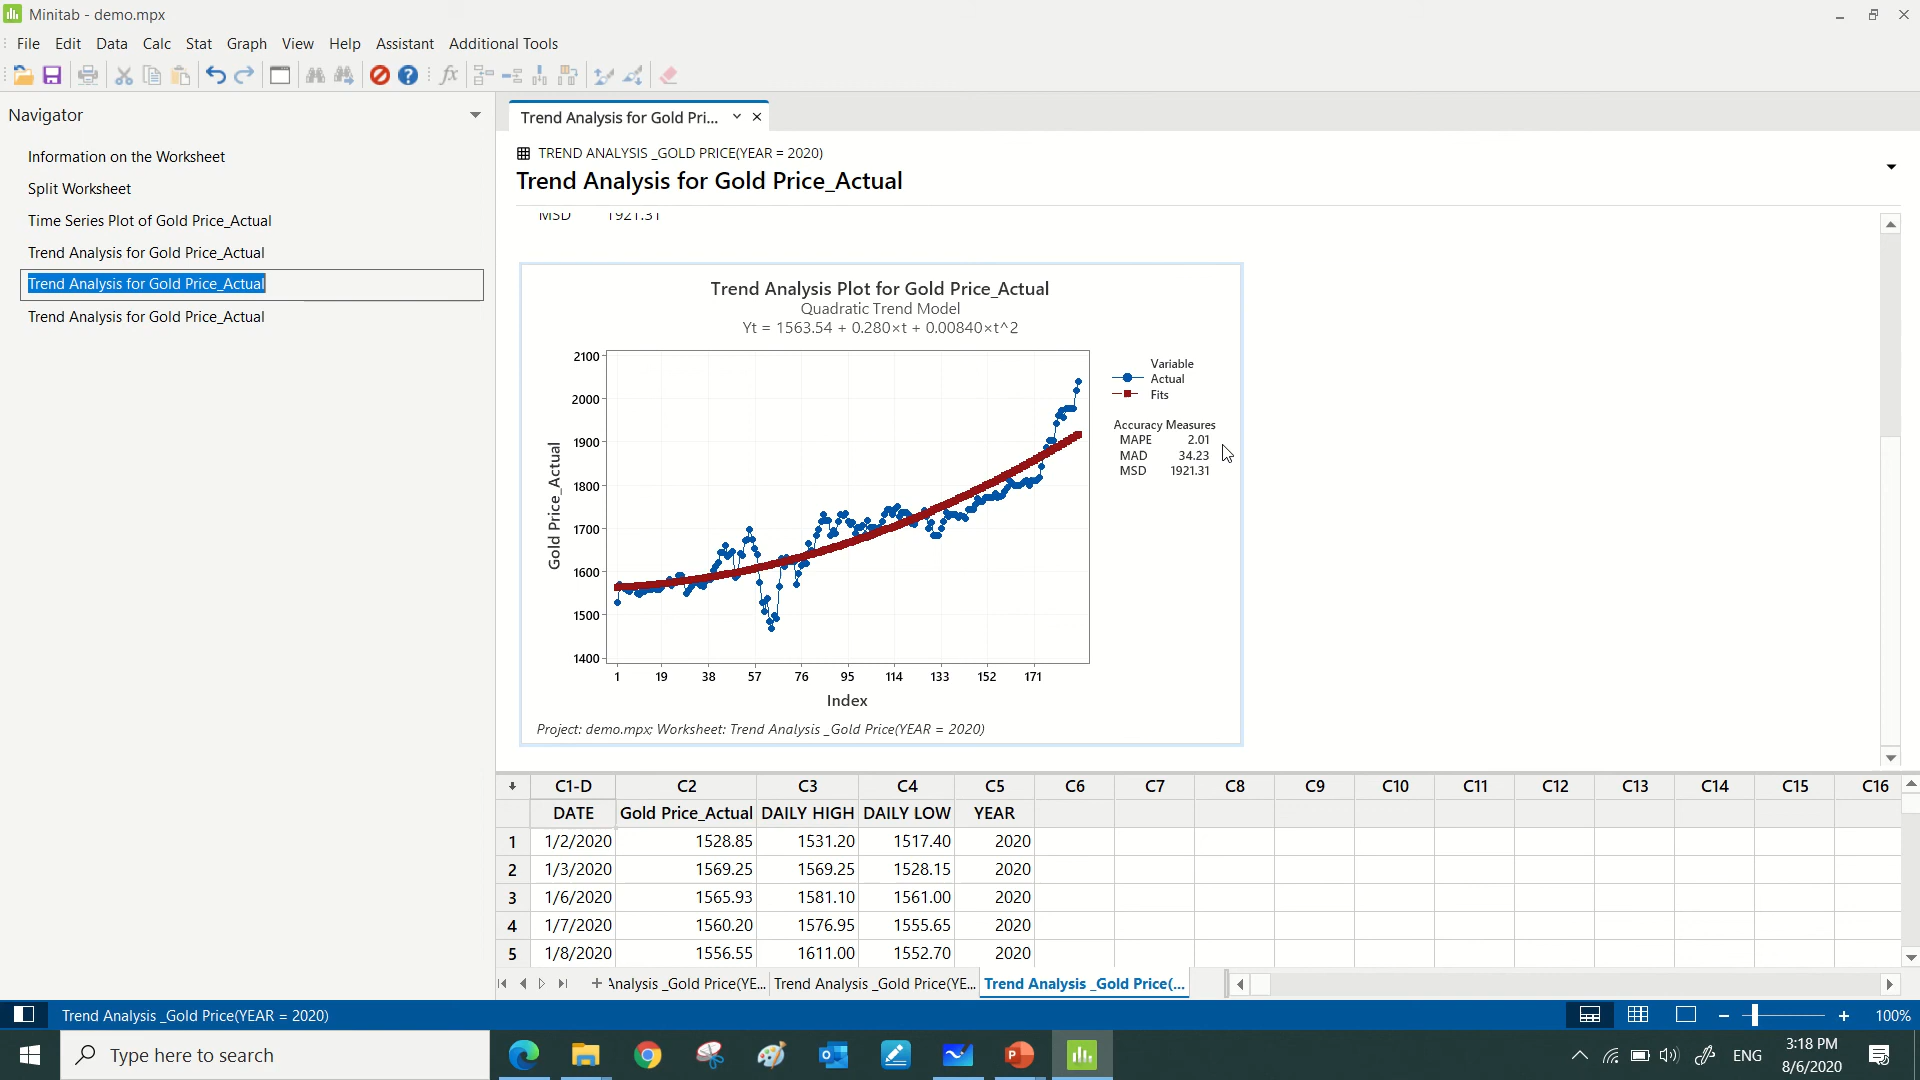 Minitab - demo.mpx
File Edit Data Calc Stat Graph View Help Assistant Additional Tools
Navigator
Information on the Worksheet
Split Worksheet
Time Series Plot of Gold Price_Actual
Trend Analysis for Gold Price_Actual
Trend Analysis for Gold Price_Actual
Trend Analysis for Gold Price_Actual
Trend Analysis for Gold Pri...
TREND ANALYSIS _GOLD PRICE(YEAR = 2020)
Trend Analysis for Gold Price_Actual
MSD 1921.31
Trend Analysis Plot for Gold Price_Actual
Quadratic Trend Model
Yt = 1563.54 + 0.280×t + 0.00840×t^2
2100
2000
1900
1800
1700
1600
1500
1400
Gold Price_Actual
1 19 38 57 76 95 114 133 152 171
Index
Variable
Actual
Fits
Accuracy Measures
MAPE 2.01
MAD 34.23
MSD 1921.31
Project: demo.mpx; Worksheet: Trend Analysis _Gold Price(YEAR = 2020)
C1-D C2 C3 C4 C5 C6 C7 C8 C9 C10 C11 C12 C13 C14 C15 C16
DATE Gold Price_Actual DAILY HIGH DAILY LOW YEAR
1 1/2/2020 1528.85 1531.20 1517.40 2020
2 1/3/2020 1569.25 1569.25 1528.15 2020
3 1/6/2020 1565.93 1581.10 1561.00 2020
4 1/7/2020 1560.20 1576.95 1555.65 2020
5 1/8/2020 1556.55 1611.00 1552.70 2020
+ Analysis _Gold Price(YE... Trend Analysis _Gold Price(YE... Trend Analysis _Gold Price(...
Trend Analysis _Gold Price(YEAR = 2020)
100%
Type here to search
ENG
3:18 PM
8/6/2020